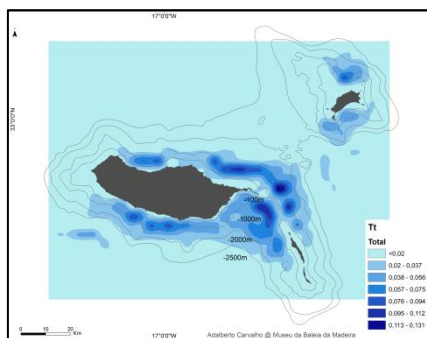 17°0'0"W
33°0'N
-100m
-1000m
-2000m
-2500m
Tt
Total
<0.02
0,02 - 0,037
0,038 - 0,056
0,057 - 0,075
0,076 - 0,094
0,095 - 0,112
0,113 - 0,131
0 5 10 20
Km
17°0'0"W
Adalberto Carvalho @ Museu da Baleia da Madeira